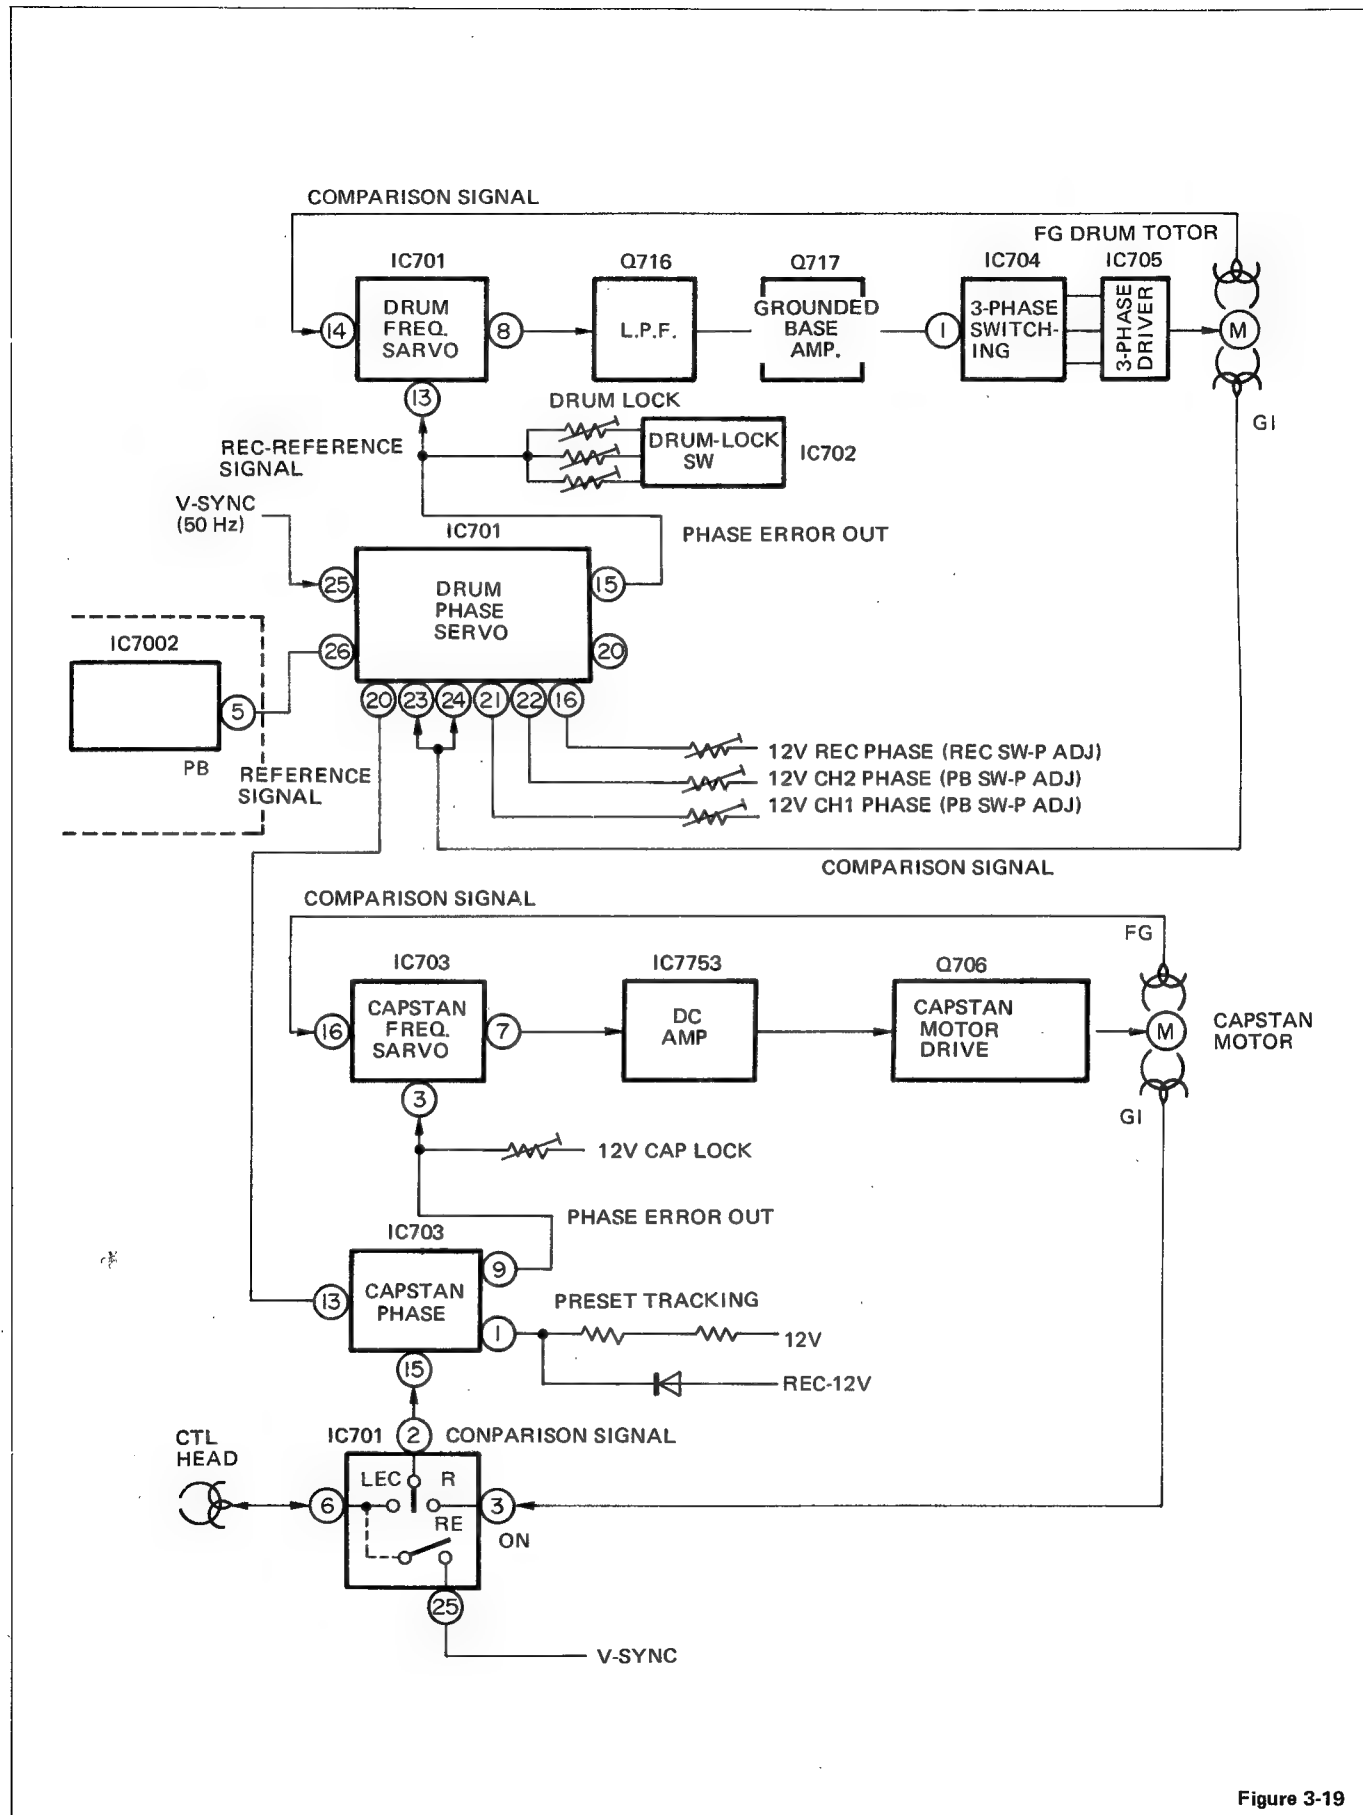 COMPARISON SIGNAL
FG DRUM TOTOR
IC701
Q716
Q717
IC704
IC705
14
DRUM
FREQ.
SARVO
8
L.P.F.
GROUNDED
BASE
AMP.
1
3-PHASE
SWITCH-
ING
3-PHASE
DRIVER
M
13
GI
DRUM LOCK
REC-REFERENCE
SIGNAL
DRUM-LOCK
SW
IC702
V-SYNC
(50 Hz)
IC701
PHASE ERROR OUT
25
DRUM
PHASE
SERVO
15
IC7002
26
20
5
20
23
24
21
22
16
PB
REFERENCE
SIGNAL
12V REC PHASE (REC SW-P ADJ)
12V CH2 PHASE (PB SW-P ADJ)
12V CH1 PHASE (PB SW-P ADJ)
COMPARISON SIGNAL
COMPARISON SIGNAL
FG
IC703
IC7753
Q706
16
CAPSTAN
FREQ.
SARVO
7
DC
AMP
CAPSTAN
MOTOR
DRIVE
M
CAPSTAN
MOTOR
3
GI
12V CAP LOCK
PHASE ERROR OUT
IC703
9
13
CAPSTAN
PHASE
PRESET TRACKING
1
12V
15
REC-12V
CTL
HEAD
IC701
2
CONPARISON SIGNAL
LEC
R
6
3
RE
ON
25
V-SYNC
Figure 3-19